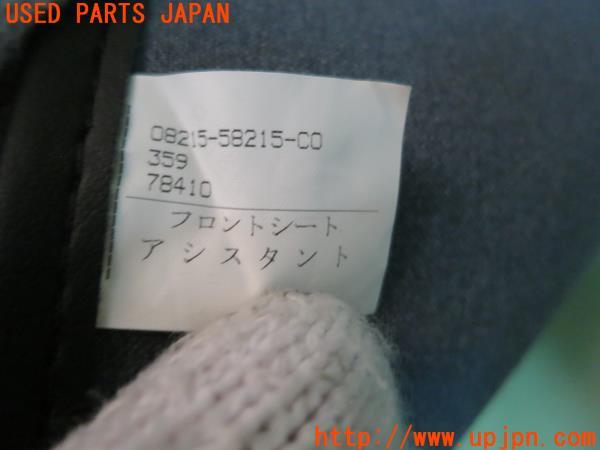 USED PARTS JAPAN
08215-58215-C0
359
78410
フロントシート
アシスタント
http://www.upjpn.com